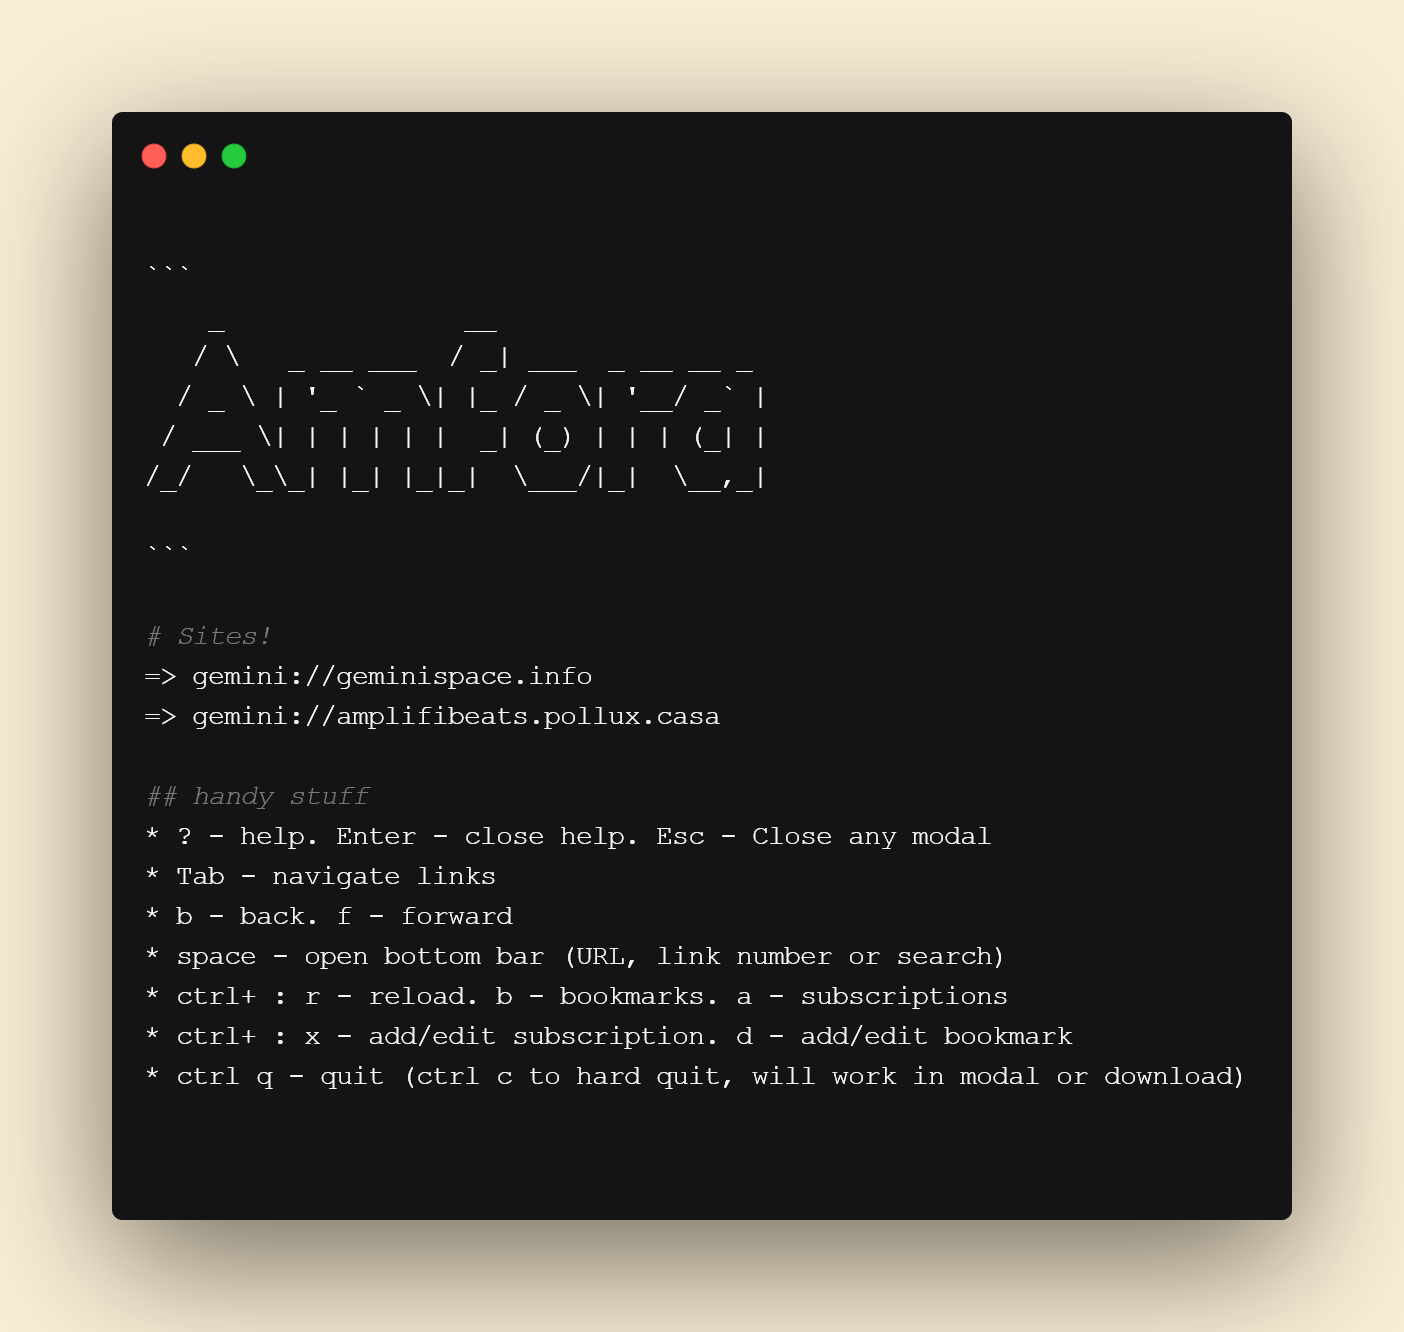 ```
    _               __
   / \   _ __ ___  / _| ___  _ __ __ _
  / _ \ | '_ ` _ \| |_ / _ \| '__/ _` |
 / ___ \| | | | | |  _| (_) | | | (_| |
/_/   \_\_| |_| |_|_|  \___/|_|  \__,_|
```
# Sites!
=> gemini://geminispace.info
=> gemini://amplifibeats.pollux.casa
## handy stuff
* ? - help. Enter - close help. Esc - Close any modal
* Tab - navigate links
* b - back. f - forward
* space - open bottom bar (URL, link number or search)
* ctrl+ : r - reload. b - bookmarks. a - subscriptions
* ctrl+ : x - add/edit subscription. d - add/edit bookmark
* ctrl q - quit (ctrl c to hard quit, will work in modal or download)